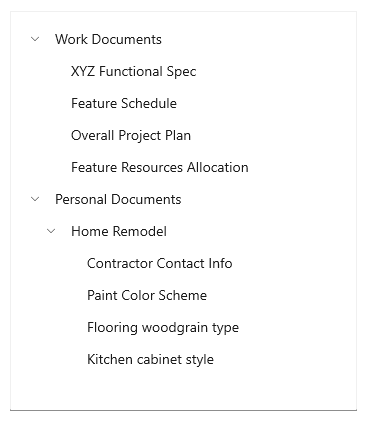 Work Documents
XYZ Functional Spec
Feature Schedule
Overall Project Plan
Feature Resources Allocation
Personal Documents
Home Remodel
Contractor Contact Info
Paint Color Scheme
Flooring woodgrain type
Kitchen cabinet style